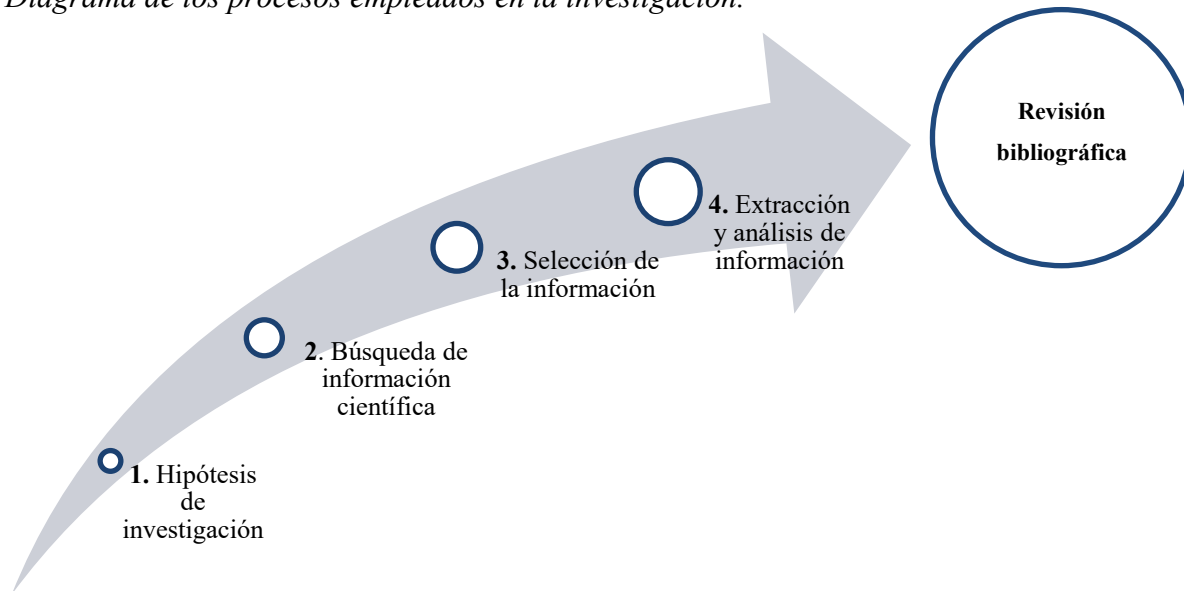 Diagrama de los procesos empleados en la investigación.
Revisión
bibliográfica
4. Extracción
y análisis de
información
3. Selección de
la información
2. Búsqueda de
información
científica
1. Hipótesis
de
investigación